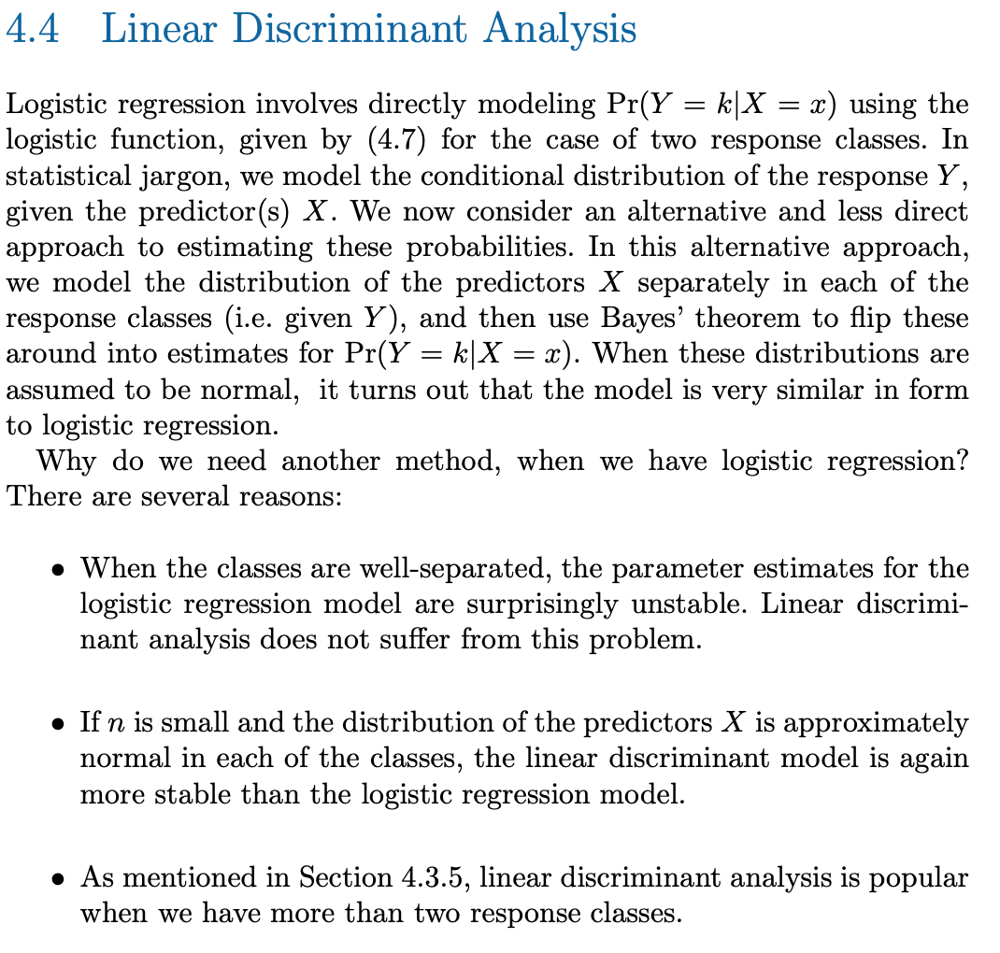 4.4 Linear Discriminant Analysis
Logistic regression involves directly modeling Pr(Y = k|X = x) using the
logistic function, given by (4.7) for the case of two response classes. In
statistical jargon, we model the conditional distribution of the response Y,
given the predictor(s) X. We now consider an alternative and less direct
approach to estimating these probabilities. In this alternative approach,
we model the distribution of the predictors X separately in each of the
response classes (i.e. given Y), and then use Bayes’ theorem to flip these
around into estimates for Pr(Y = k|X = x). When these distributions are
assumed to be normal, it turns out that the model is very similar in form
to logistic regression.
Why do we need another method, when we have logistic regression?
There are several reasons:
• When the classes are well-separated, the parameter estimates for the
logistic regression model are surprisingly unstable. Linear discrimi-
nant analysis does not suffer from this problem.
• If n is small and the distribution of the predictors X is approximately
normal in each of the classes, the linear discriminant model is again
more stable than the logistic regression model.
• As mentioned in Section 4.3.5, linear discriminant analysis is popular
when we have more than two response classes.